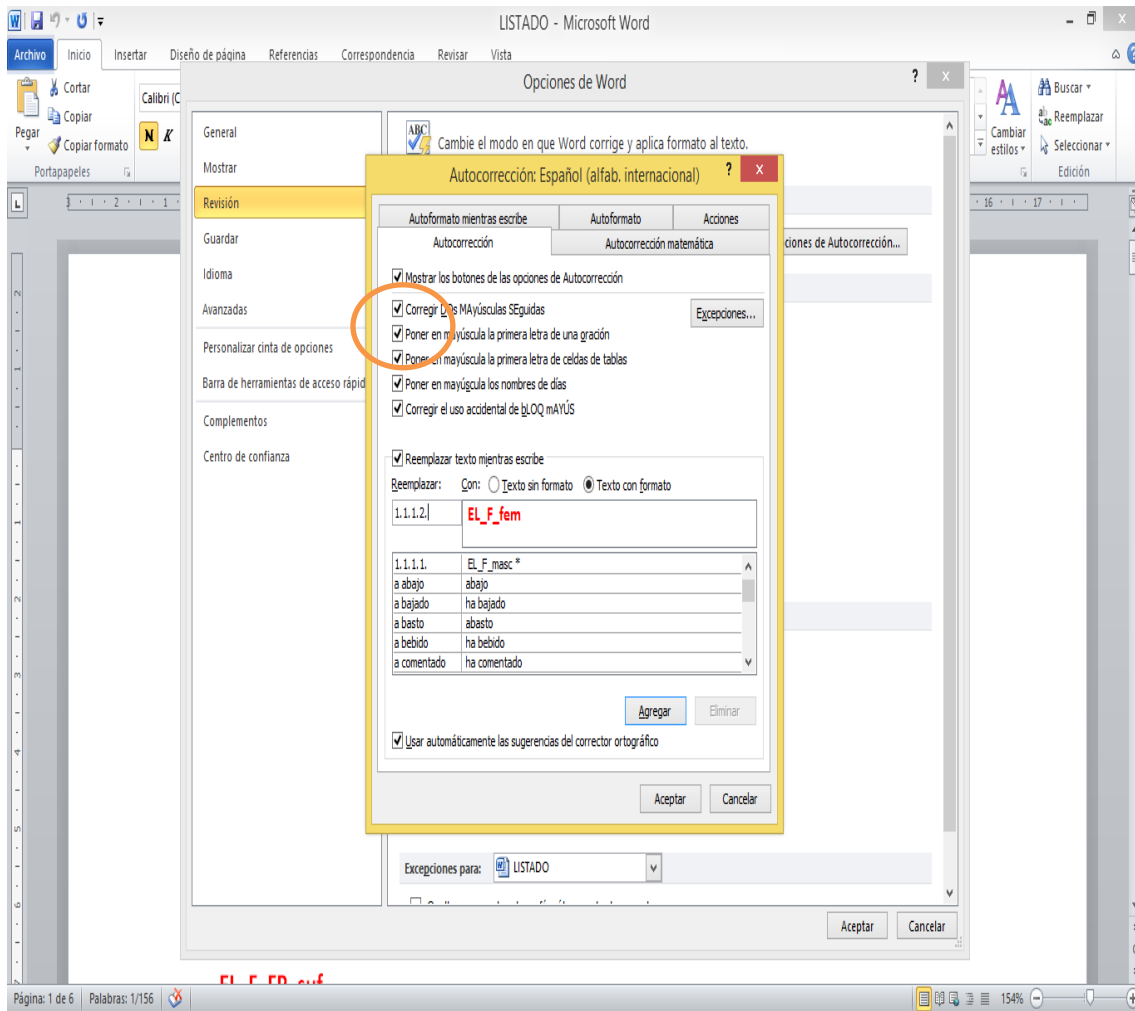 LISTADO - Microsoft Word
Archivo Inicio Insertar Diseño de página Referencias Correspondencia Revisar Vista
Cortar
Copiar
Copiar formato
Pegar
Portapapeles
Calibri (C
N K
Cambiar estilos
Buscar
Reemplazar
Seleccionar
Edición
3 2 1
16 17
Opciones de Word
General
Mostrar
Revisión
Guardar
Idioma
Avanzadas
Personalizar cinta de opciones
Barra de herramientas de acceso rápid
Complementos
Centro de confianza
ABC
Cambie el modo en que Word corrige y aplica formato al texto.
ciones de Autocorrección...
Autocorrección: Español (alfab. internacional)
Autoformato mientras escribe Autoformato Acciones
Autocorrección Autocorrección matemática
Mostrar los botones de las opciones de Autocorrección
Corregir DOs MAyúsculas SEguidas
Excepciones...
Poner en mayúscula la primera letra de una oración
Poner en mayúscula la primera letra de celdas de tablas
Poner en mayúscula los nombres de días
Corregir el uso accidental de bLOQ mAYÚS
Reemplazar texto mientras escribe
Reemplazar: Con: Texto sin formato Texto con formato
1.1.1.2. EL_F_fem
1.1.1.1. EL_F_masc *
a abajo abajo
a bajado ha bajado
a basto abasto
a bebido ha bebido
a comentado ha comentado
Agregar Eliminar
Usar automáticamente las sugerencias del corrector ortográfico
Aceptar Cancelar
Excepciones para: LISTADO
Aceptar Cancelar
Página: 1 de 6 Palabras: 1/156
154%